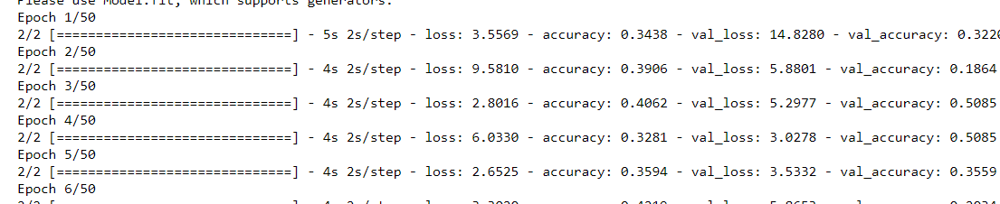 Please use Model.fit, which supports generators.
Epoch 1/50
2/2 [==============================] - 5s 2s/step - loss: 3.5569 - accuracy: 0.3438 - val_loss: 14.8280 - val_accuracy: 0.3220
Epoch 2/50
2/2 [==============================] - 4s 2s/step - loss: 9.5810 - accuracy: 0.3906 - val_loss: 5.8801 - val_accuracy: 0.1864
Epoch 3/50
2/2 [==============================] - 4s 2s/step - loss: 2.8016 - accuracy: 0.4062 - val_loss: 5.2977 - val_accuracy: 0.5085
Epoch 4/50
2/2 [==============================] - 4s 2s/step - loss: 6.0330 - accuracy: 0.3281 - val_loss: 3.0278 - val_accuracy: 0.5085
Epoch 5/50
2/2 [==============================] - 4s 2s/step - loss: 2.6525 - accuracy: 0.3594 - val_loss: 3.5332 - val_accuracy: 0.3559
Epoch 6/50